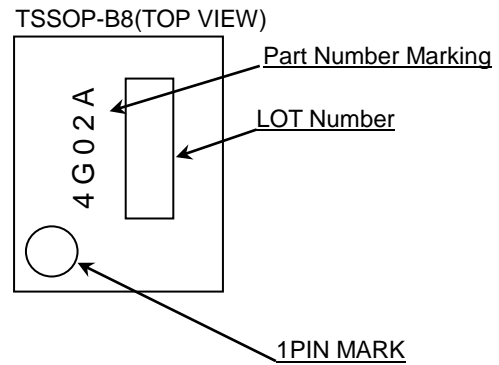 TSSOP-B8(TOP VIEW)
Part Number Marking
4G02A
LOT Number
1PIN MARK